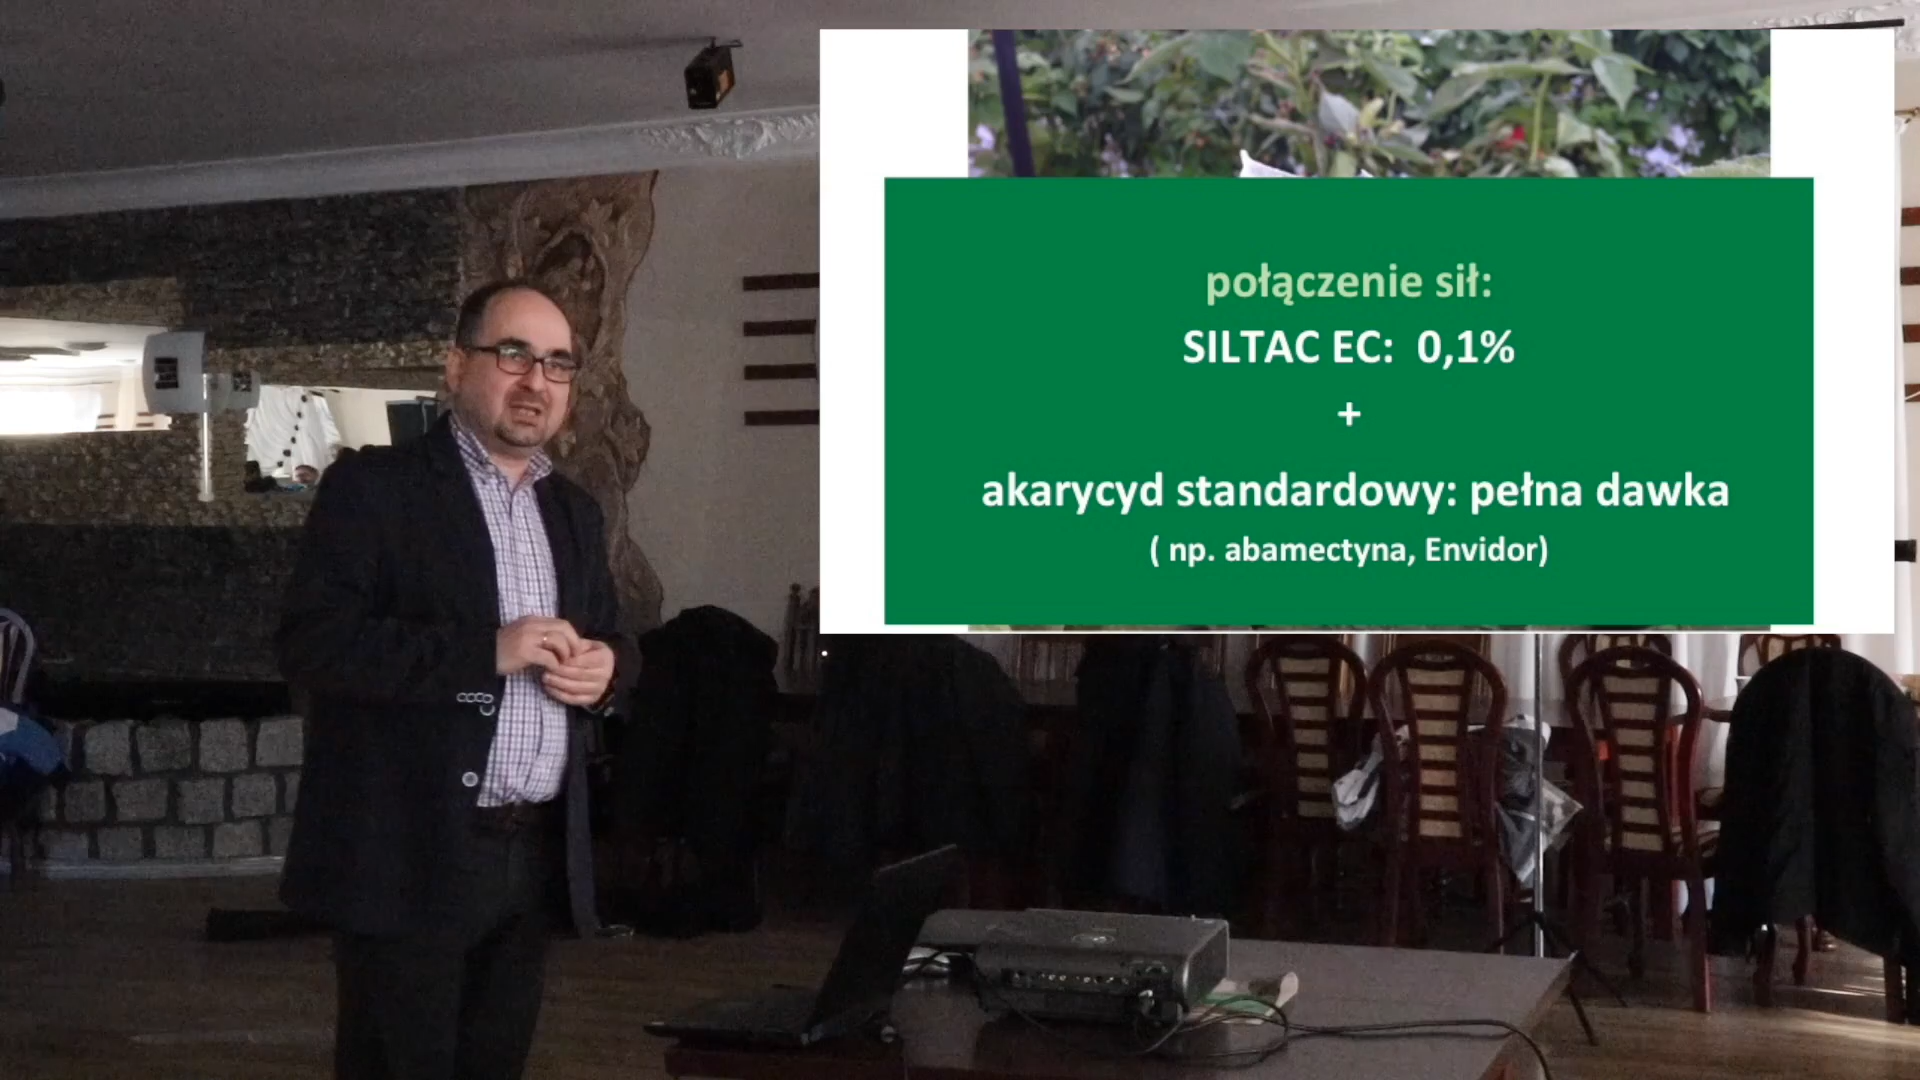 połączenie sił:
SILTAC EC: 0,1%
+
akarycyd standardowy: pełna dawka
( np. abamectyna, Envidor)